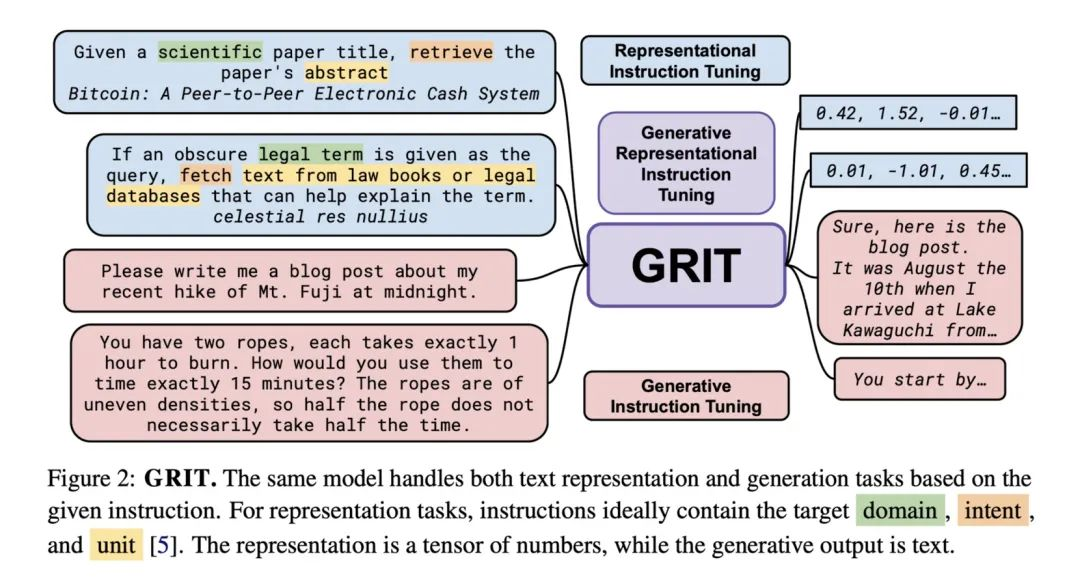 Given a scientific paper title, retrieve the
paper's abstract
Bitcoin: A Peer-to-Peer Electronic Cash System
If an obscure legal term is given as the
query, fetch text from law books or legal
databases that can help explain the term.
celestial res nullius
Please write me a blog post about my
recent hike of Mt. Fuji at midnight.
You have two ropes, each takes exactly 1
hour to burn. How would you use them to
time exactly 15 minutes? The ropes are of
uneven densities, so half the rope does not
necessarily take half the time.
Representational
Instruction Tuning
Generative
Representational
Instruction
Tuning
GRIT
Generative
Instruction Tuning
0.42, 1.52, -0.01…
0.01, -1.01, 0.45…
Sure, here is the
blog post.
It was August the
10th when I
arrived at Lake
Kawaguchi from…
You start by…
Figure 2: GRIT. The same model handles both text representation and generation tasks based on the
given instruction. For representation tasks, instructions ideally contain the target domain, intent,
and unit [5]. The representation is a tensor of numbers, while the generative output is text.